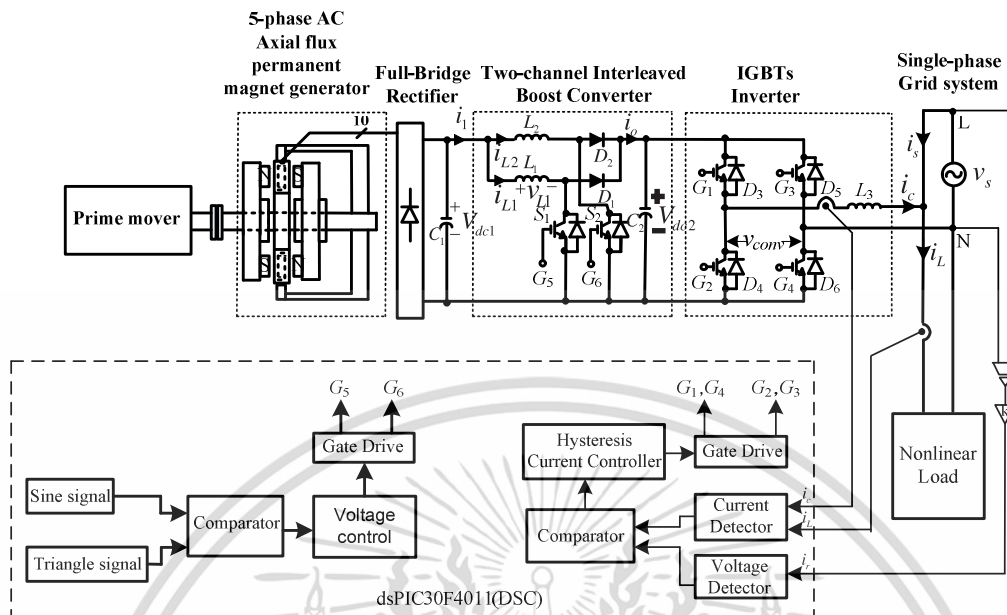 5-phase AC
Axial flux
permanent
magnet generator
Full-Bridge
Rectifier
Two-channel Interleaved
Boost Converter
IGBTs
Inverter
Single-phase
Grid system
10
i1
L2
io
L
iL2
L1
D2
is
vs
Prime mover
iL1
+vL1−
D1
G1
D3
G3
D5
L3
ic
C1
+
−
Vdc1
S1
S2
C2
+
−
Vdc2
N
vconv
iL
G5
G6
G2
D4
G4
D6
G5
G6
G1,G4
G2,G3
Gate Drive
Hysteresis
Current Controller
Gate Drive
Nonlinear
Load
Sine signal
Comparator
Voltage
control
Comparator
Current
Detector
ic
iL
Triangle signal
Voltage
Detector
ir
dsPIC30F4011(DSC)